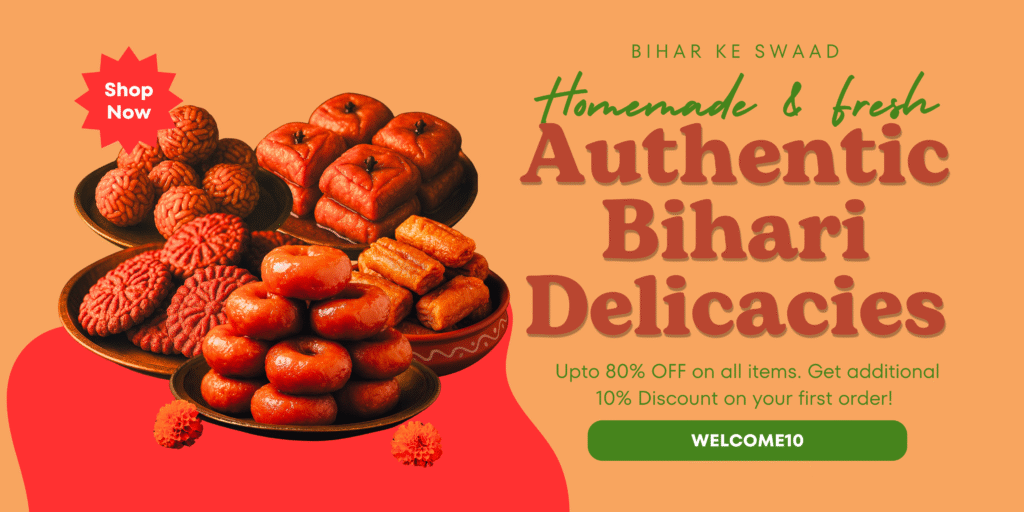 Shop
Now
BIHAR KE SWAAD
Homemade & fresh
Authentic
Bihari
Delicacies
Upto 80% OFF on all items. Get additional
10% Discount on your first order!
WELCOME10